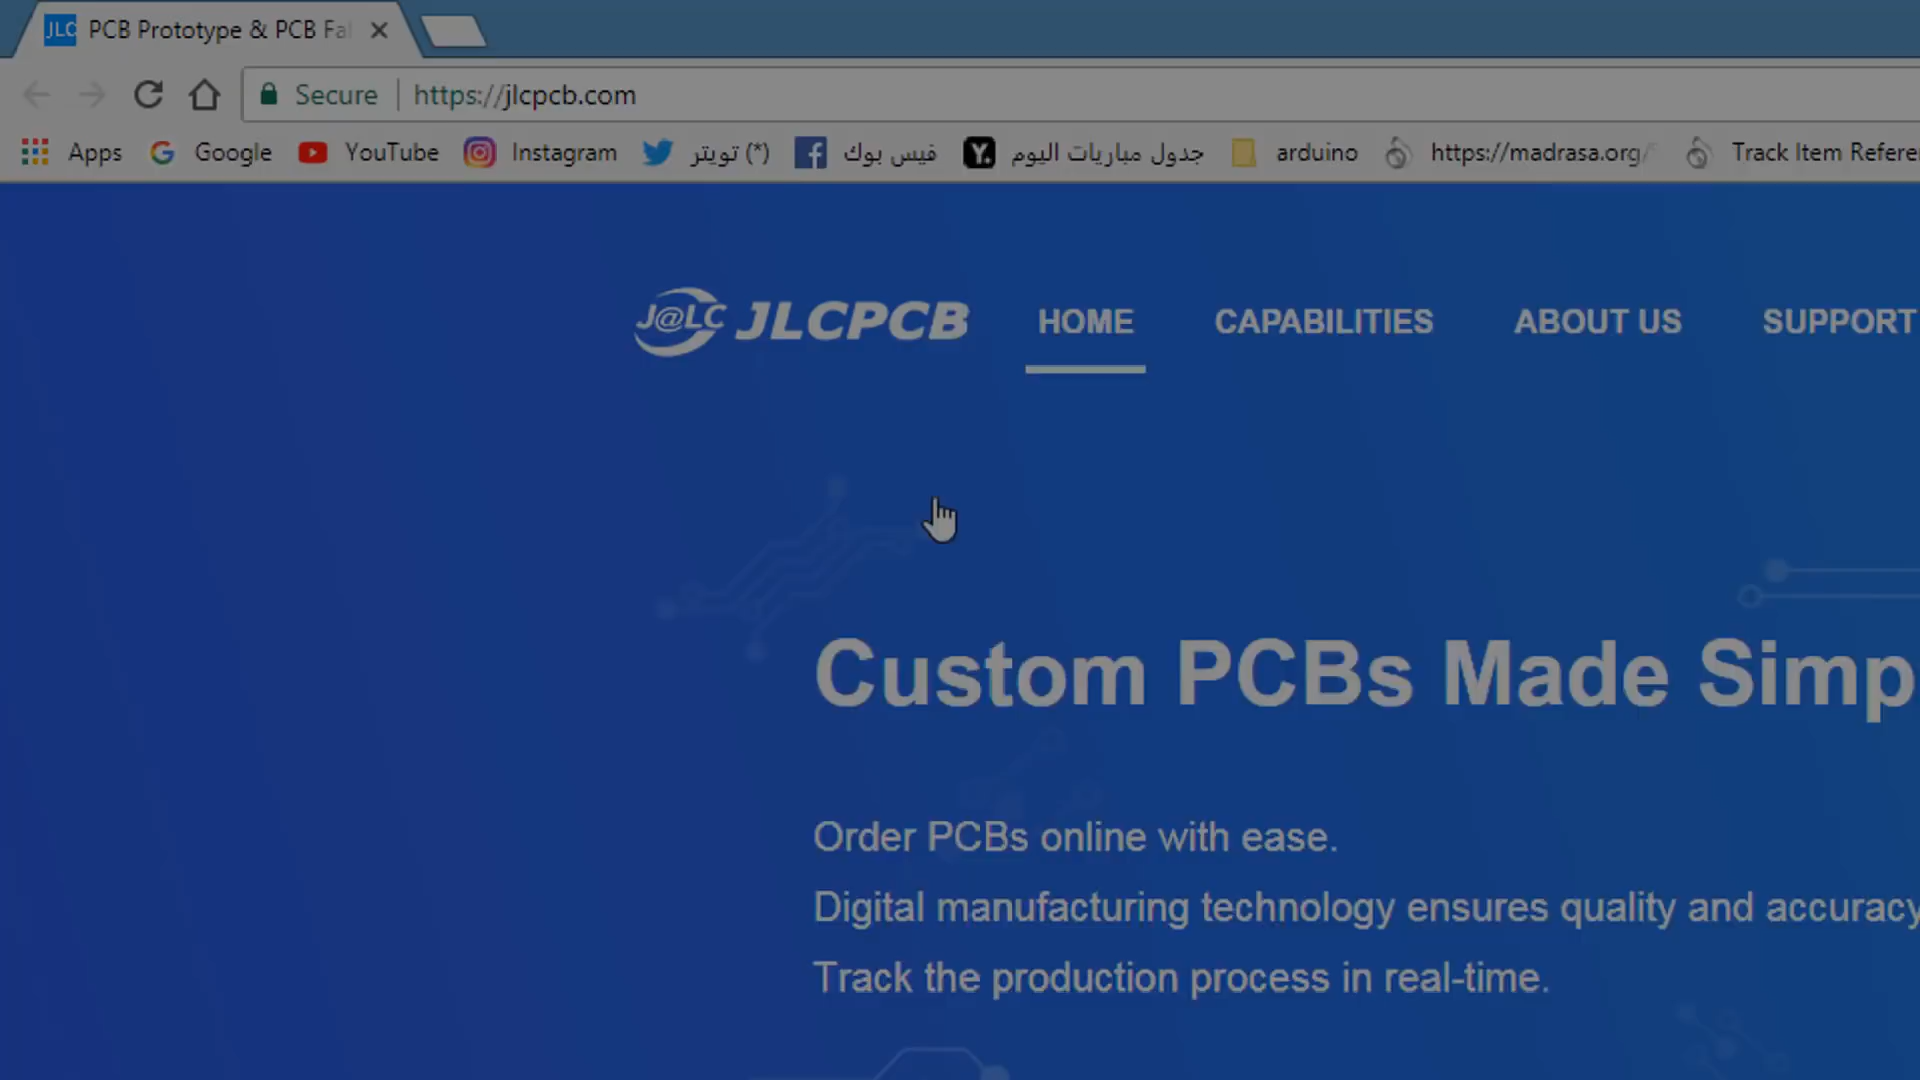 JLC PCB Prototype & PCB Fal
Secure https://jlcpcb.com
Apps Google YouTube Instagram تويتر (*) فيس بوك جدول مباريات اليوم arduino https://madrasa.org/ Track Item Refere
J@LC JLCPCB HOME CAPABILITIES ABOUT US SUPPORT
Custom PCBs Made Simp
Order PCBs online with ease.
Digital manufacturing technology ensures quality and accuracy
Track the production process in real-time.